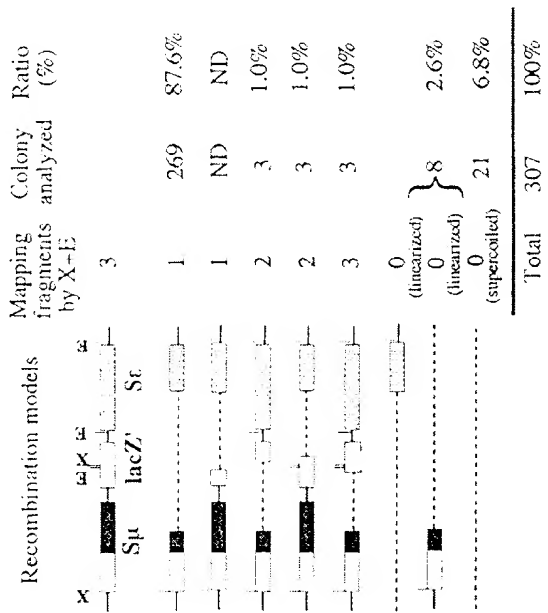 Recombination models
Mapping fragments by X+E
Colony analyzed
Ratio (%)
X E X E E
Sμ lacZ' Sε
3
1 269 87.6%
1 ND ND
2 3 1.0%
2 3 1.0%
3 3 1.0%
0 (linearized)
0 (linearized) 8 2.6%
0 (supercoiled) 21 6.8%
Total 307 100%